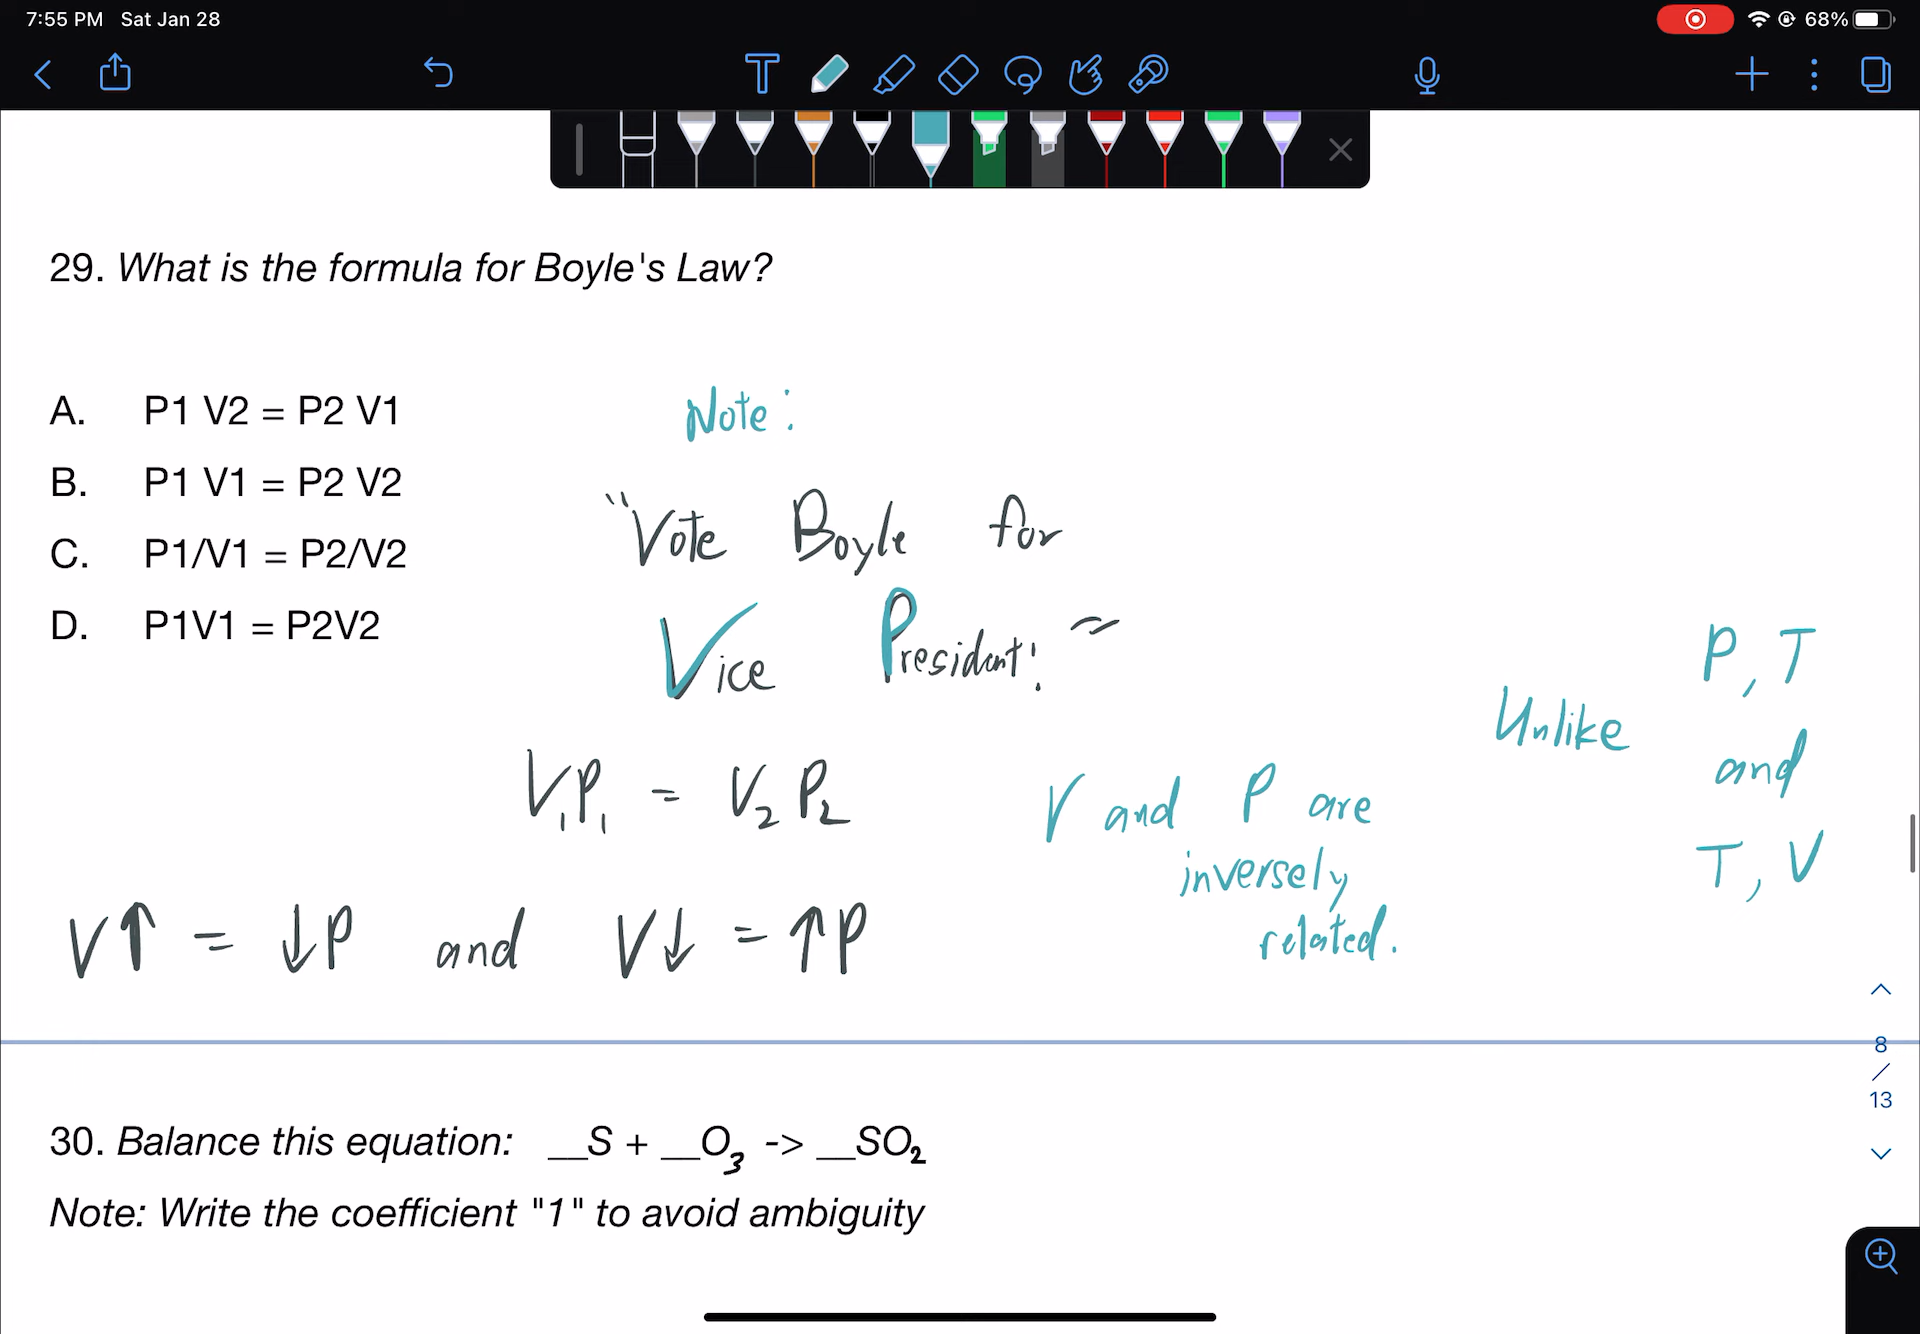 7:55 PM Sat Jan 28
68%
29. What is the formula for Boyle's Law?
A. P1 V2 = P2 V1
B. P1 V1 = P2 V2
C. P1/V1 = P2/V2
D. P1V1 = P2V2
Note:
"Vote Boyle for
Vice President!"
V₁P₁ = V₂P₂
V↑ = ↓P and V↓ = ↑P
V and P are
inversely
related.
Unlike
P, T
and
T, V
8
/
13
30. Balance this equation: __S + __O₃ -> __SO₂
Note: Write the coefficient "1" to avoid ambiguity